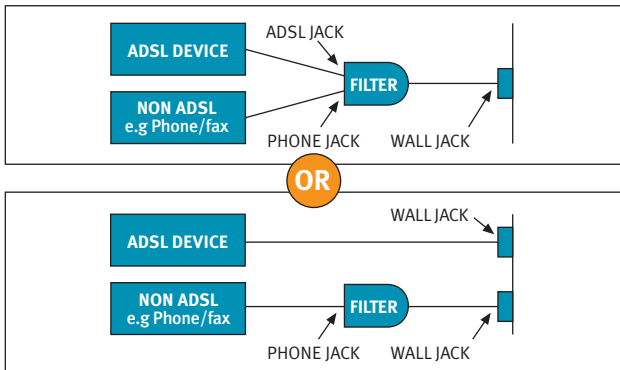 ADSL JACK
ADSL DEVICE
FILTER
NON ADSL
e.g Phone/fax
PHONE JACK
WALL JACK
OR
WALL JACK
ADSL DEVICE
NON ADSL
e.g Phone/fax
FILTER
PHONE JACK
WALL JACK